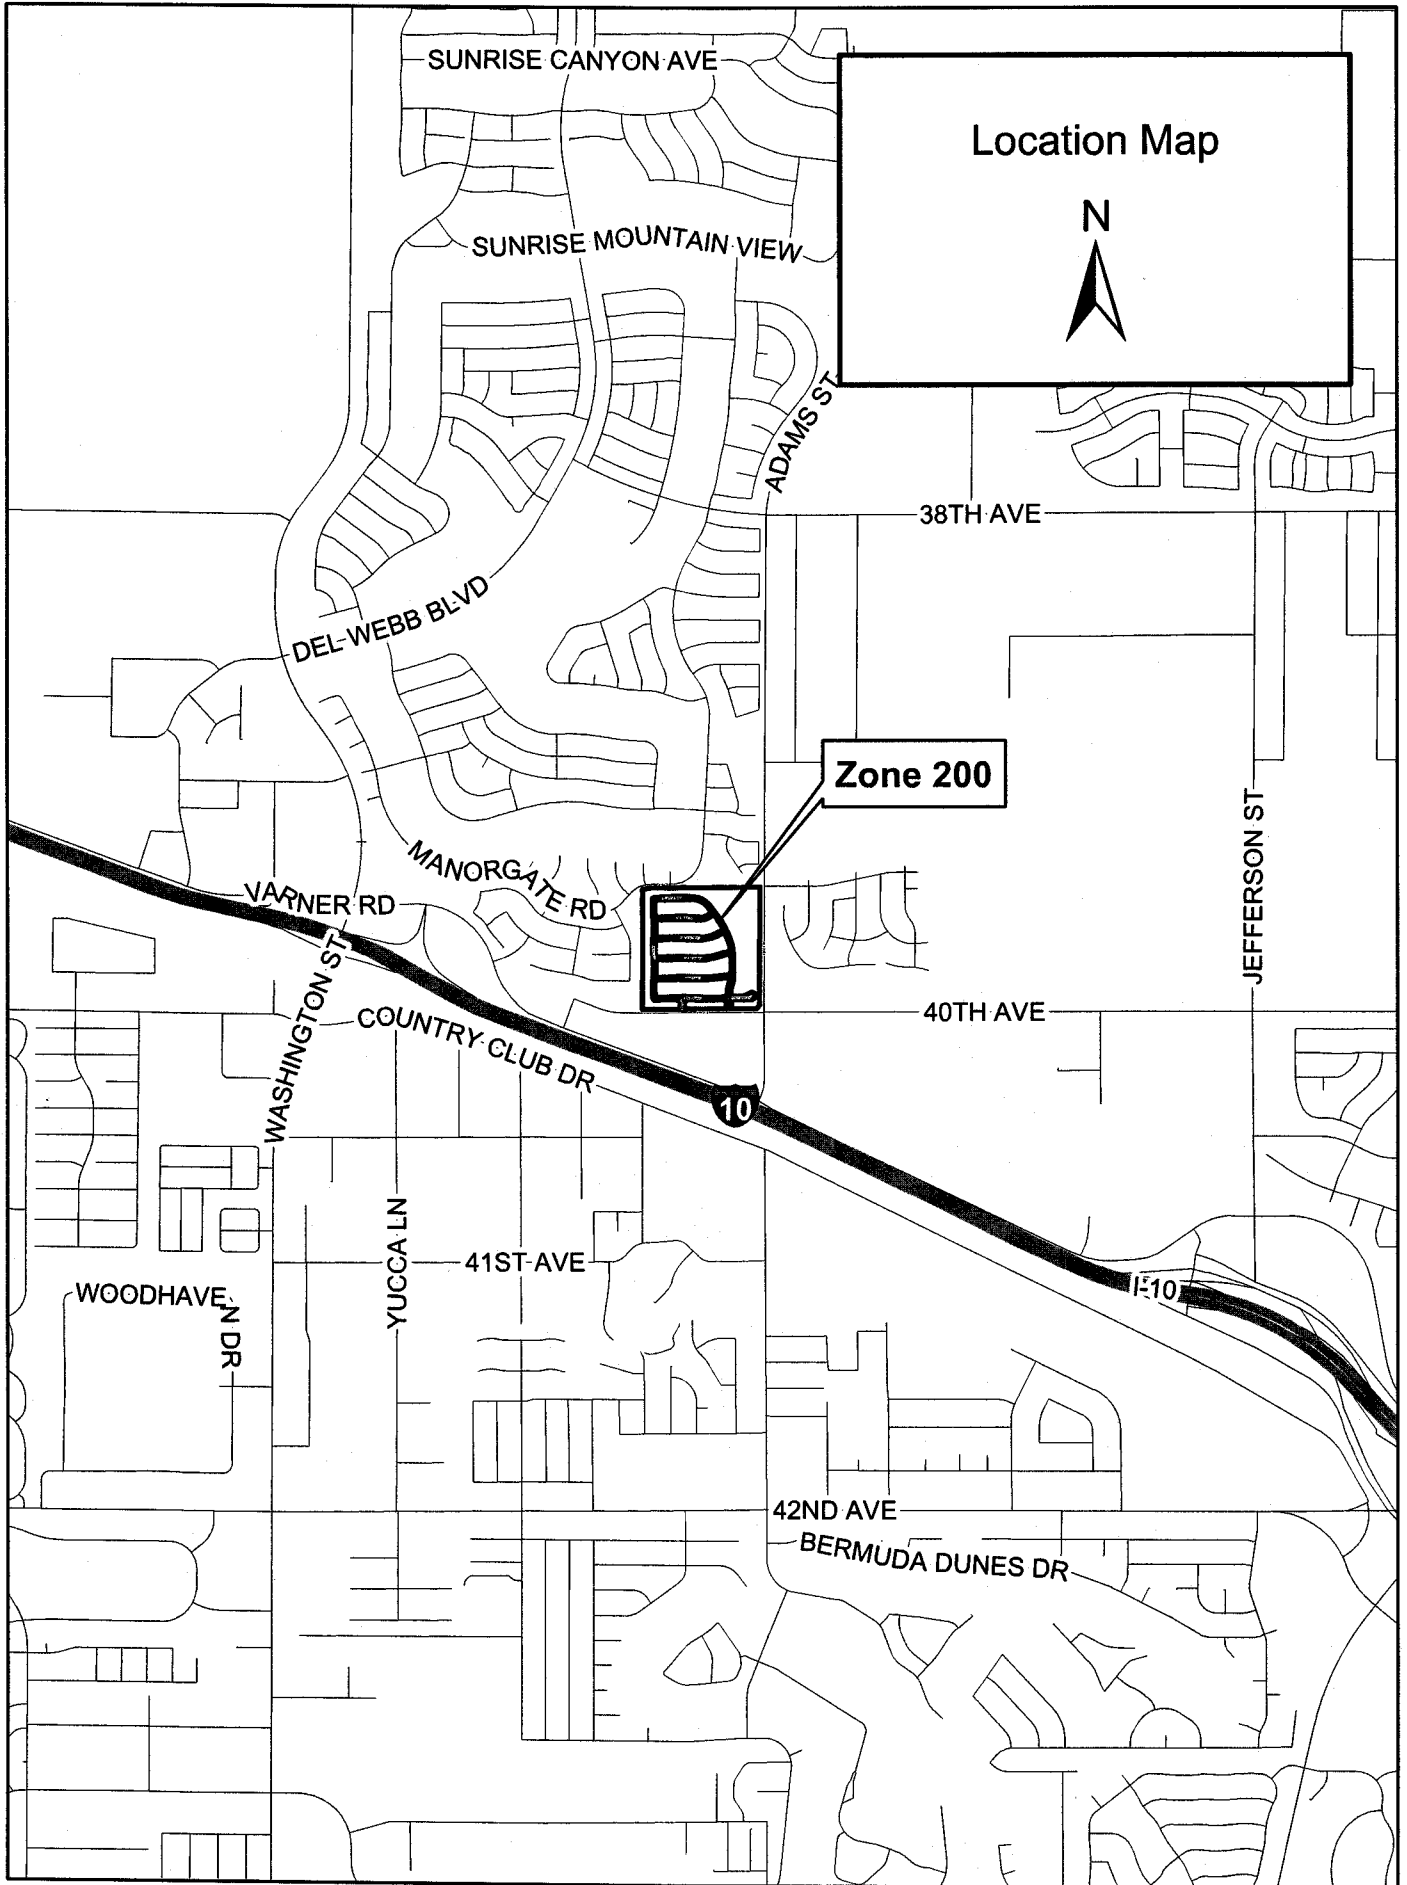 SUNRISE CANYON AVE
Location Map
N
SUNRISE MOUNTAIN VIEW
ADAMS ST
38TH AVE
DEL WEBB BLVD
Zone 200
JEFFERSON ST
MANORGATE RD
VARNER RD
WASHINGTON ST
COUNTRY CLUB DR
40TH AVE
10
YUCCA LN
41ST AVE
I-10
WOODHAVEN DR
42ND AVE
BERMUDA DUNES DR